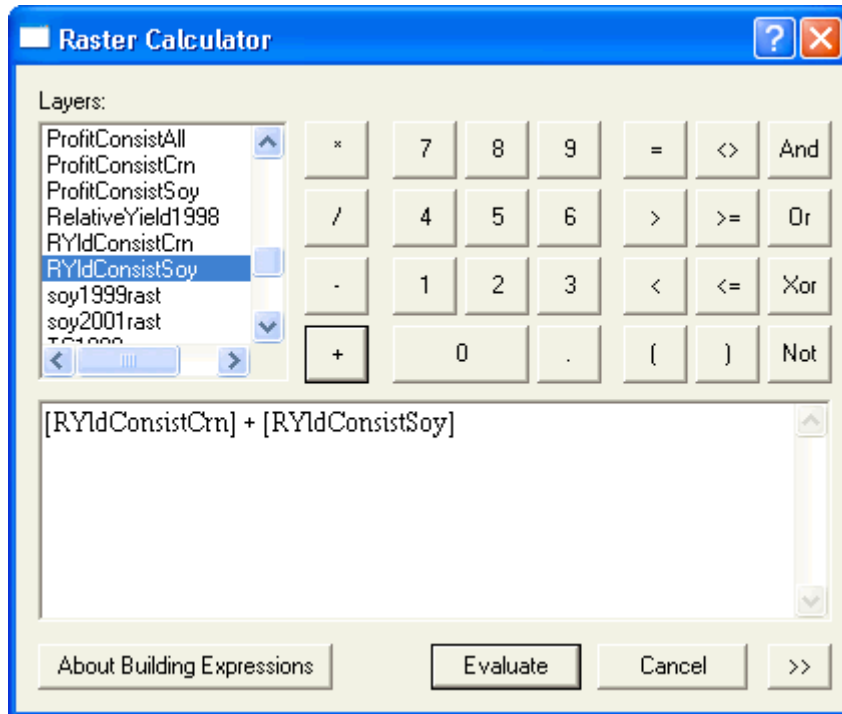 Raster Calculator
?
Layers:
ProfitConsistAll
ProfitConsistCrn
ProfitConsistSoy
RelativeYield1998
RYldConsistCrn
RYldConsistSoy
soy1999rast
soy2001rast
* 7 8 9 = <> And
/ 4 5 6 > >= Or
- 1 2 3 < <= Xor
+ 0 . ( ) Not
[RYldConsistCrn] + [RYldConsistSoy]
About Building Expressions Evaluate Cancel >>